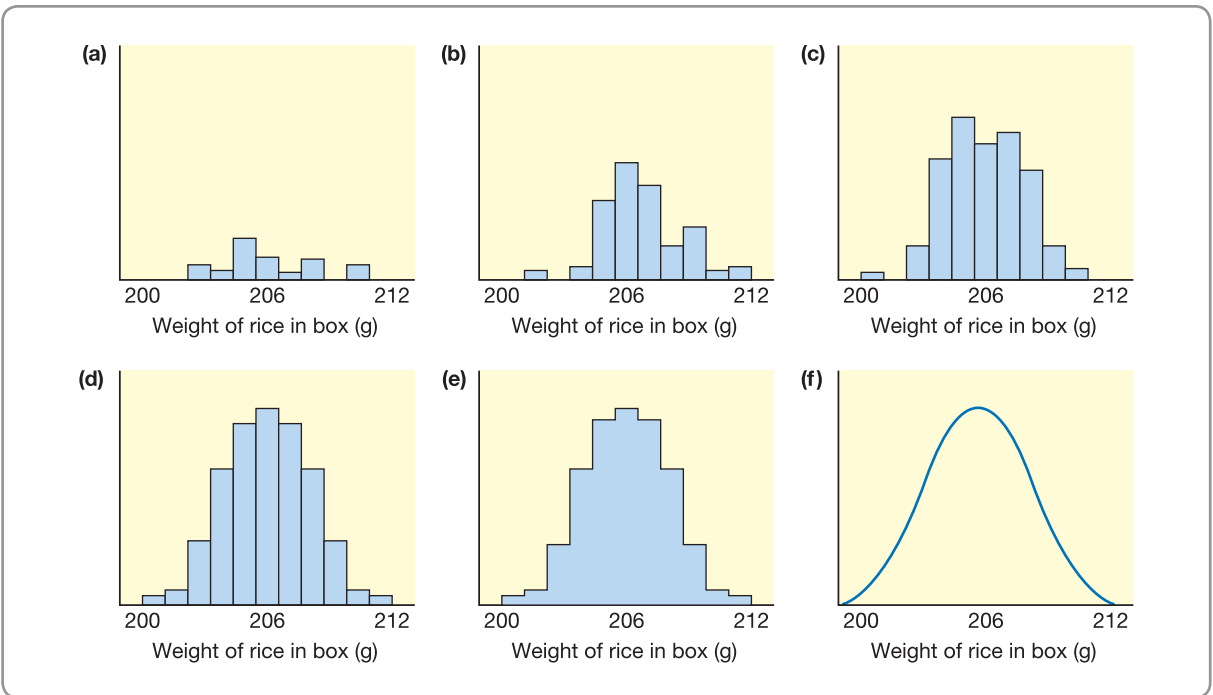 (a) (b) (c)
200 206 212 200 206 212 200 206 212
Weight of rice in box (g) Weight of rice in box (g) Weight of rice in box (g)
(d) (e) (f)
200 206 212 200 206 212 200 206 212
Weight of rice in box (g) Weight of rice in box (g) Weight of rice in box (g)